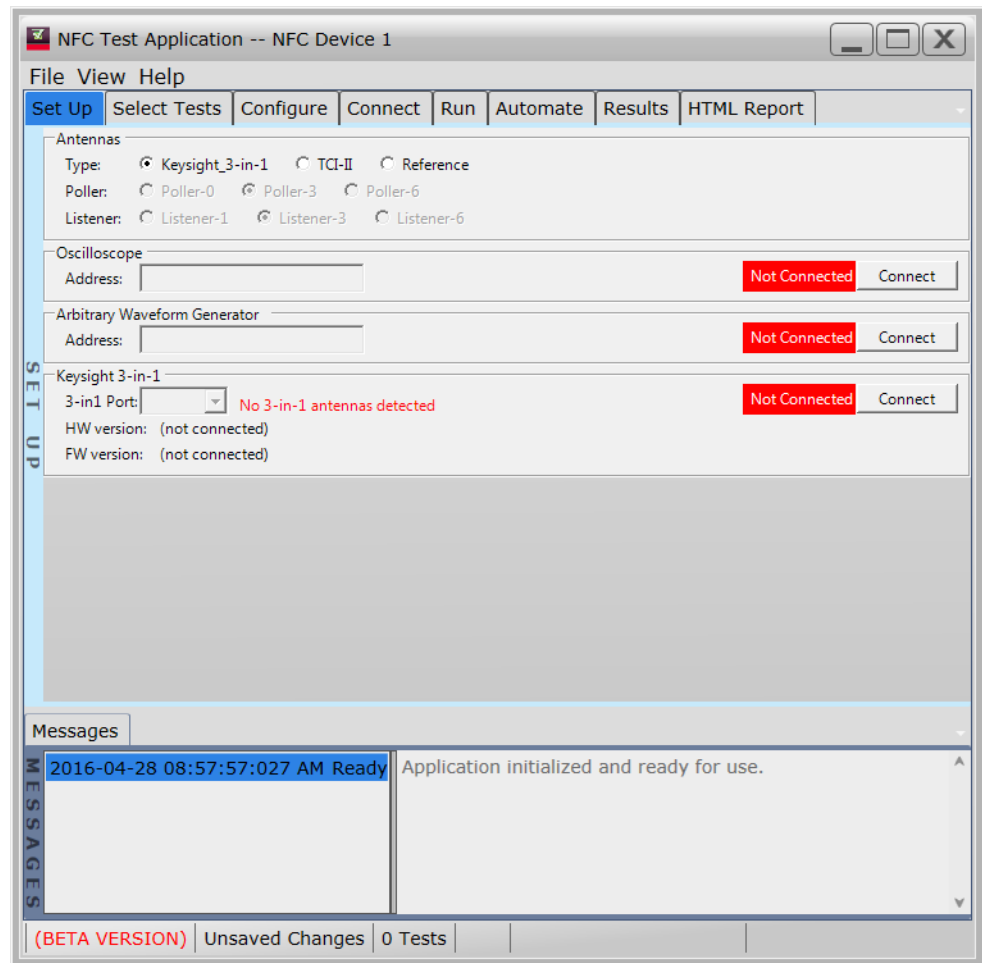 NFC Test Application -- NFC Device 1
File View Help
Set Up Select Tests Configure Connect Run Automate Results HTML Report
Antennas
Type: Keysight_3-in-1 TCI-II Reference
Poller: Poller-0 Poller-3 Poller-6
Listener: Listener-1 Listener-3 Listener-6
Oscilloscope
Address: Not Connected Connect
Arbitrary Waveform Generator
Address: Not Connected Connect
Keysight 3-in-1
3-in1 Port: No 3-in-1 antennas detected Not Connected Connect
HW version: (not connected)
FW version: (not connected)
SET UP
Messages
MESSAGES
2016-04-28 08:57:57:027 AM Ready Application initialized and ready for use.
(BETA VERSION) Unsaved Changes 0 Tests